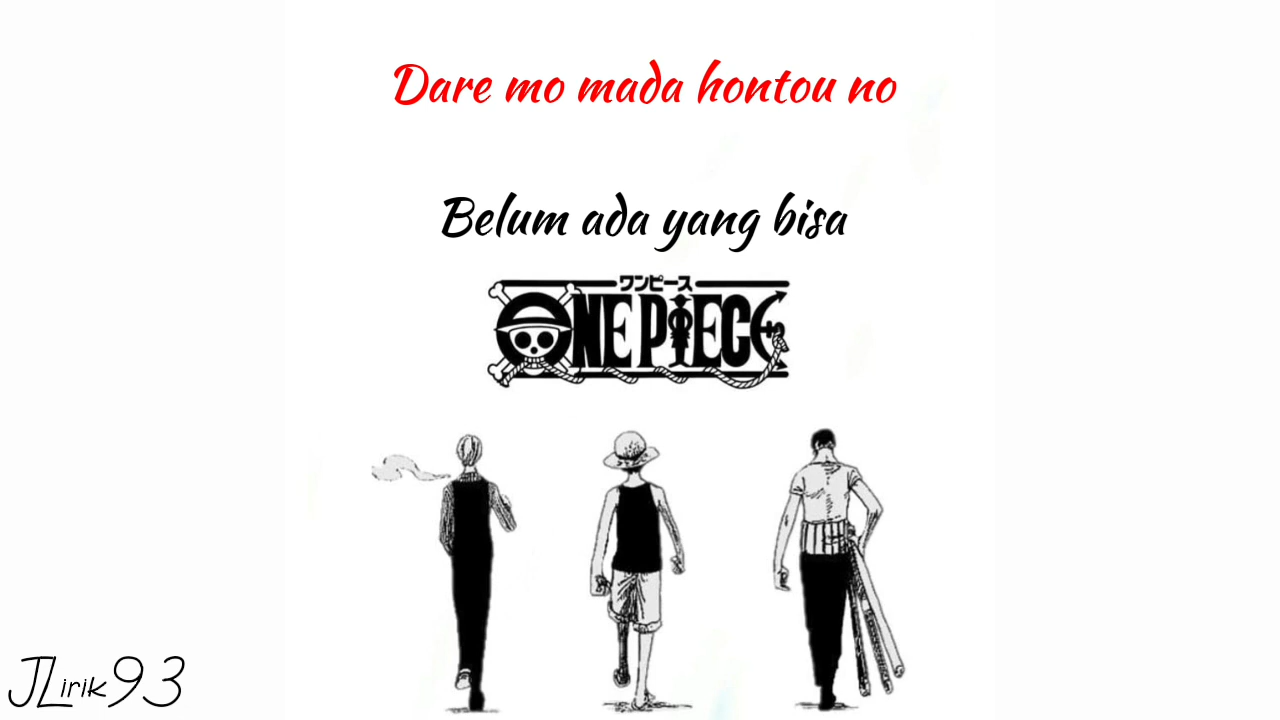 Dare mo mada hontou no
Belum ada yang bisa
ワンピース
ONE PIECE
JLirik93